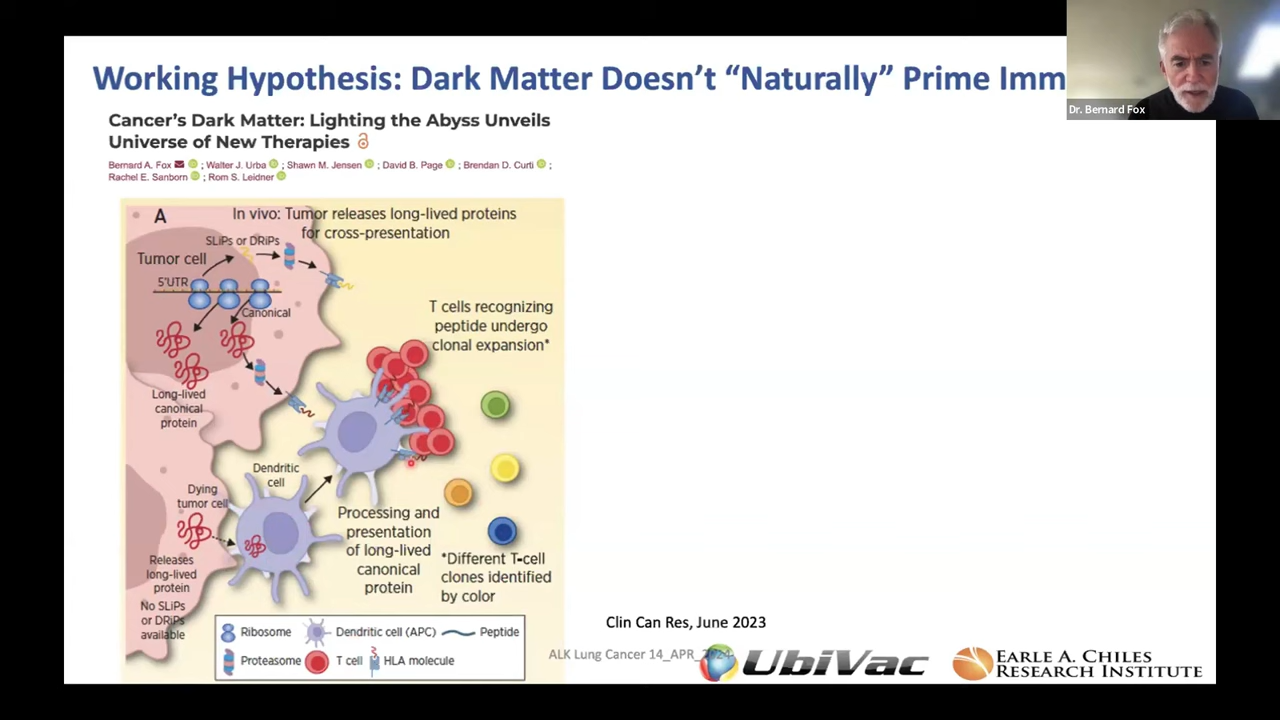 Working Hypothesis: Dark Matter Doesn't “Naturally” Prime Imm
Dr. Bernard Fox
Cancer's Dark Matter: Lighting the Abyss Unveils
Universe of New Therapies
Bernard A. Fox ; Walter J. Urba ; Shawn M. Jensen ; David B. Page ; Brendan D. Curti ;
Rachel E. Sanborn ; Rom S. Leidner
A
In vivo: Tumor releases long-lived proteins
for cross-presentation
SLiPs or DRiPs
Tumor cell
5'UTR
Canonical
Long-lived
canonical
protein
T cells recognizing
peptide undergo
clonal expansion*
Dendritic
cell
Dying
tumor cell
Releases
long-lived
protein
No SLiPs
or DRiPs
available
Processing and
presentation
of long-lived
canonical
protein
*Different T-cell
clones identified
by color
Ribosome
Dendritic cell (APC)
Peptide
Proteasome
T cell
HLA molecule
Clin Can Res, June 2023
ALK Lung Cancer 14_APR_2024
UbiVac
EARLE A. CHILES
RESEARCH INSTITUTE